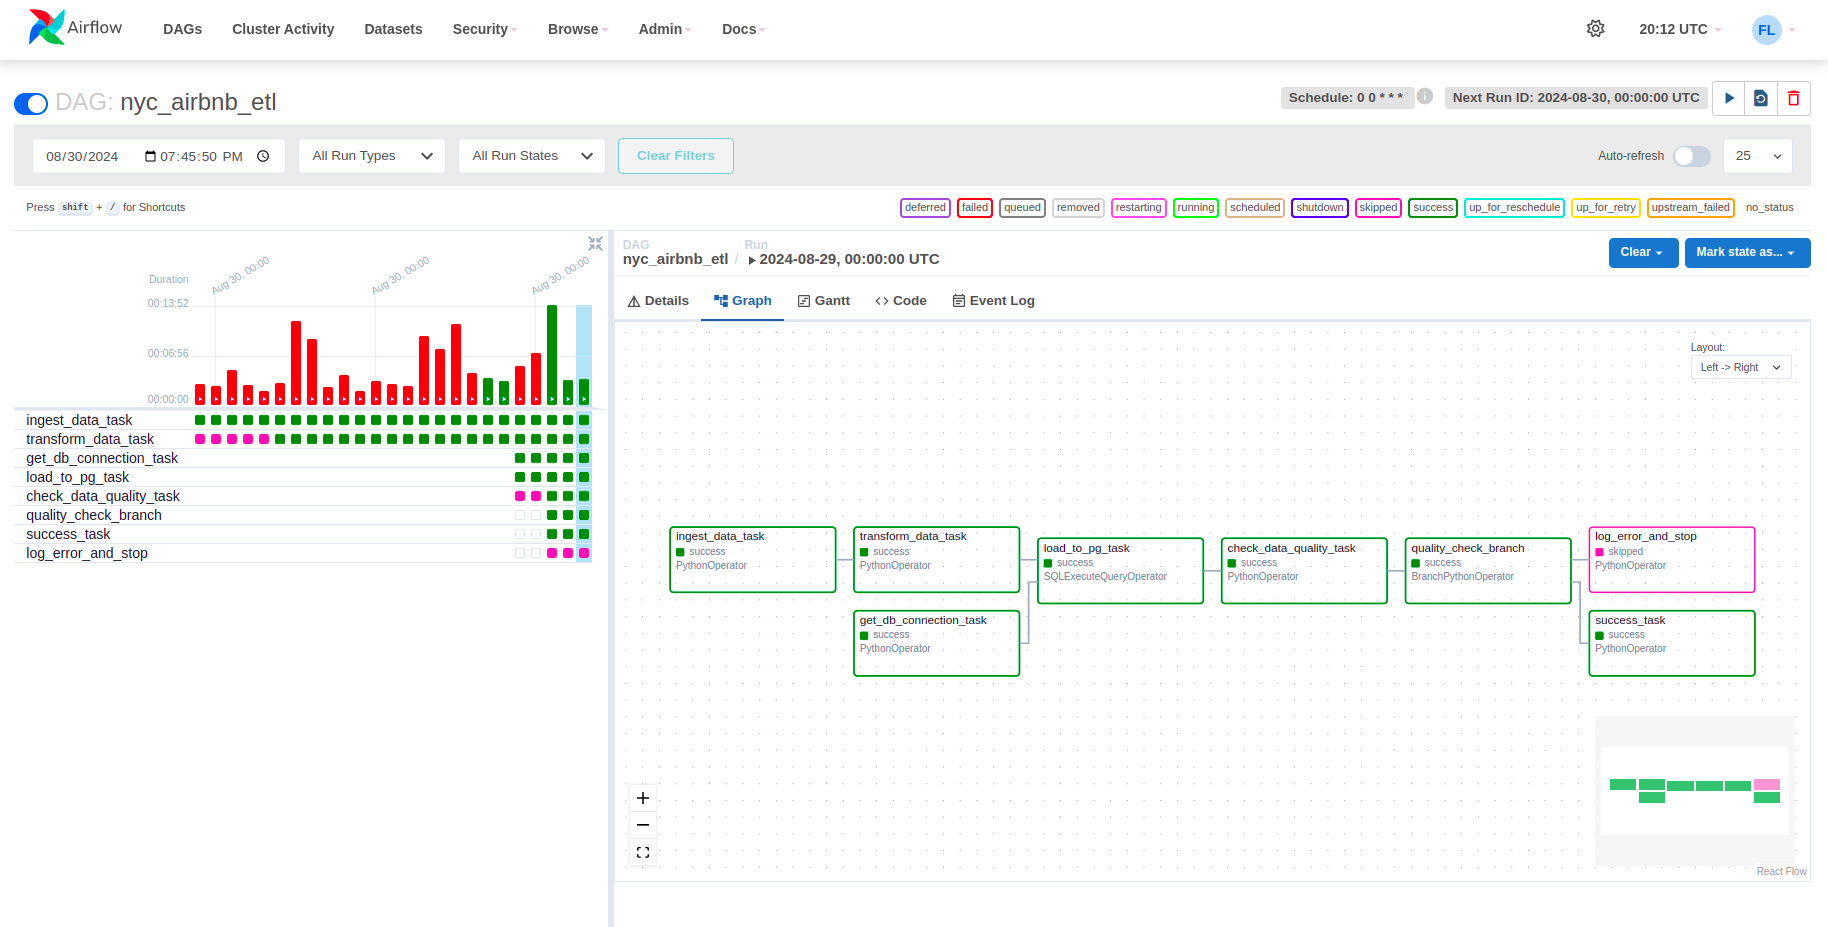 Airflow
DAGs Cluster Activity Datasets Security Browse Admin Docs 20:12 UTC FL
DAG: nyc_airbnb_etl
Schedule: 0 0 * * * i Next Run ID: 2024-08-30, 00:00:00 UTC
08/30/2024 07:45:50 PM All Run Types All Run States Clear Filters Auto-refresh 25
Press shift + / for Shortcuts
deferred failed queued removed restarting running scheduled shutdown skipped success up_for_reschedule up_for_retry upstream_failed no_status
Duration
Aug 30, 00:00 Aug 30, 00:00 Aug 30, 00:00
00:13:52
00:06:56
00:00:00
ingest_data_task
transform_data_task
get_db_connection_task
load_to_pg_task
check_data_quality_task
quality_check_branch
success_task
log_error_and_stop
DAG Run
nyc_airbnb_etl / 2024-08-29, 00:00:00 UTC
Clear Mark state as...
Details Graph Gantt Code Event Log
Layout:
Left -> Right
ingest_data_task
success
PythonOperator
transform_data_task
success
PythonOperator
get_db_connection_task
success
PythonOperator
load_to_pg_task
success
SQLExecuteQueryOperator
check_data_quality_task
success
PythonOperator
quality_check_branch
success
BranchPythonOperator
log_error_and_stop
skipped
PythonOperator
success_task
success
PythonOperator
React Flow